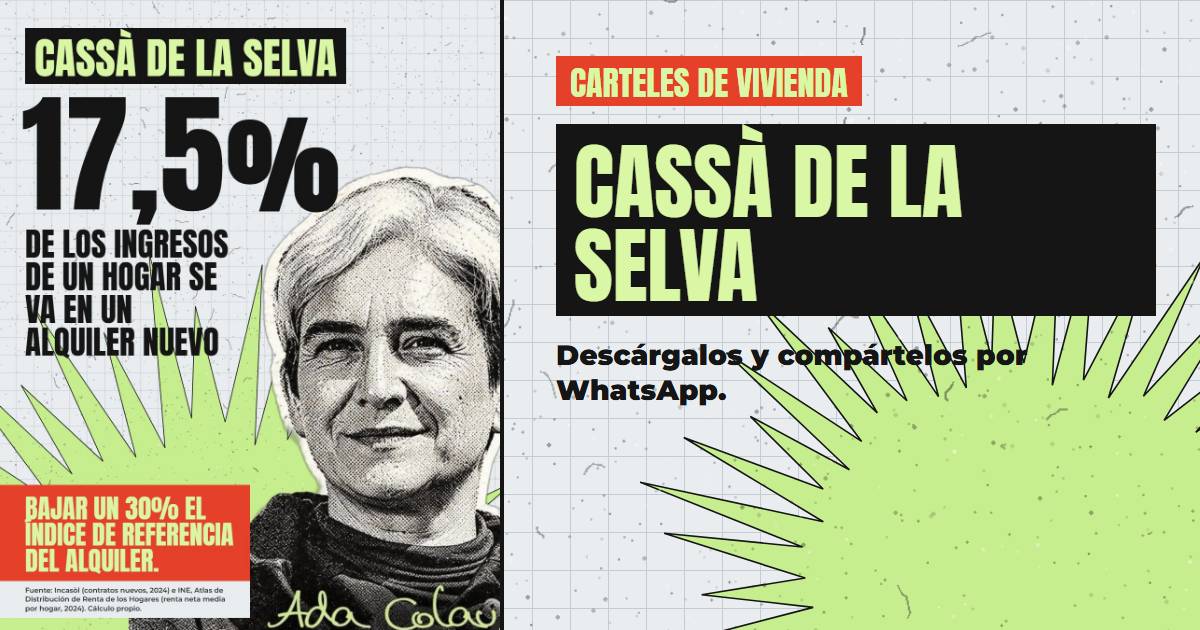 CASSÀ DE LA SELVA
17,5%
DE LOS INGRESOS
DE UN HOGAR SE
VA EN UN
ALQUILER NUEVO
BAJAR UN 30% EL
ÍNDICE DE REFERENCIA
DEL ALQUILER.
Fuente: Incasòl (contratos nuevos, 2024) e INE, Atlas de
Distribución de Renta de los Hogares (renta neta media
por hogar, 2024). Cálculo propio.
Ada Colau
CARTELES DE VIVIENDA
CASSÀ DE LA
SELVA
Descárgalos y compártelos por
WhatsApp.